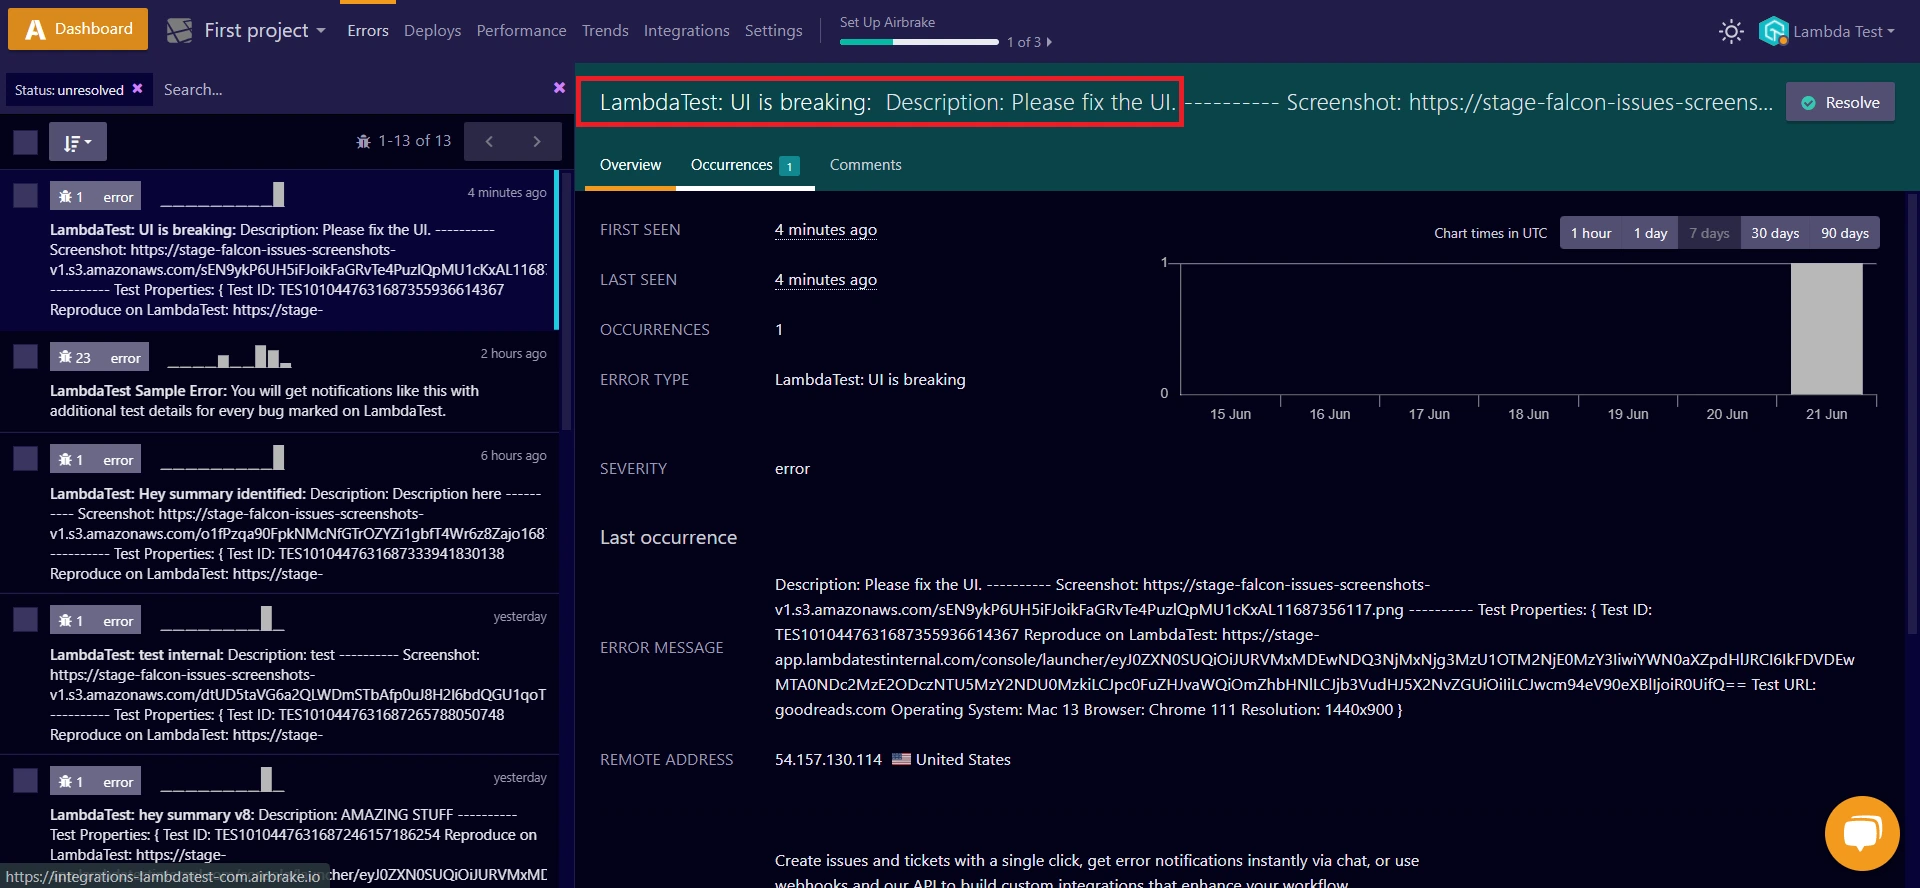 Dashboard
First project
Errors
Deploys
Performance
Trends
Integrations
Settings
Set Up Airbrake
1 of 3
Lambda Test
Status: unresolved
Search...
LambdaTest: UI is breaking: Description: Please fix the UI. ---------- Screenshot: https://stage-falcon-issues-screens...
Resolve
1-13 of 13
Overview
Occurrences 1
Comments
1 error
4 minutes ago
LambdaTest: UI is breaking: Description: Please fix the UI. ----------
Screenshot: https://stage-falcon-issues-screenshots-
v1.s3.amazonaws.com/sEN9ykP6UH5iFJoikFaGRvTe4PuzlQpMU1cKxAL11687
---------- Test Properties: { Test ID: TES1010447631687355936614367
Reproduce on LambdaTest: https://stage-
23 error
2 hours ago
LambdaTest Sample Error: You will get notifications like this with
additional test details for every bug marked on LambdaTest.
1 error
6 hours ago
LambdaTest: Hey summary identified: Description: Description here ------
---- Screenshot: https://stage-falcon-issues-screenshots-
v1.s3.amazonaws.com/o1fPzqa90FpkNMcNfGTrOZYZi1gbfT4Wr6z8Zajo168
---------- Test Properties: { Test ID: TES1010447631687333941830138
Reproduce on LambdaTest: https://stage-
1 error
yesterday
LambdaTest: test internal: Description: test ---------- Screenshot:
https://stage-falcon-issues-screenshots-
v1.s3.amazonaws.com/dtUD5taVG6a2QLWDmSTbAfp0uJ8H2I6bdQGU1qoT
---------- Test Properties: { Test ID: TES1010447631687265788050748
Reproduce on LambdaTest: https://stage-
1 error
yesterday
LambdaTest: hey summary v8: Description: AMAZING STUFF ----------
Test Properties: { Test ID: TES1010447631687246157186254 Reproduce on
LambdaTest: https://stage-
her/eyJ0ZXN0SUQiOiJURVMxME
https://integrations-lambdatest-com.airbrake.io
FIRST SEEN
4 minutes ago
LAST SEEN
4 minutes ago
OCCURRENCES
1
ERROR TYPE
LambdaTest: UI is breaking
SEVERITY
error
Chart times in UTC
1 hour
1 day
7 days
30 days
90 days
1
0
15 Jun
16 Jun
17 Jun
18 Jun
19 Jun
20 Jun
21 Jun
Last occurrence
ERROR MESSAGE
Description: Please fix the UI. ---------- Screenshot: https://stage-falcon-issues-screenshots-
v1.s3.amazonaws.com/sEN9ykP6UH5iFJoikFaGRvTe4PuzlQpMU1cKxAL11687356117.png ---------- Test Properties: { Test ID:
TES1010447631687355936614367 Reproduce on LambdaTest: https://stage-
app.lambdatestinternal.com/console/launcher/eyJ0ZXN0SUQiOiJURVMxMDEwNDQ3NjMxNjg3MzU1OTM2NjE0MzY3IiwiYWN0aXZpdHlJRCI6IkFDVDEw
MTA0NDc2MzE2ODczNTU5MzY2NDU0MzkiLCJpc0FuZHJvaWQiOmZhbHNlLCJjb3VudHJ5X2NvZGUiOiIiLCJwcm94eV90eXBlIjoiR0UifQ== Test URL:
goodreads.com Operating System: Mac 13 Browser: Chrome 111 Resolution: 1440x900 }
REMOTE ADDRESS
54.157.130.114 United States
Create issues and tickets with a single click, get error notifications instantly via chat, or use
webhooks and our API to build custom integrations that enhance your workflow.